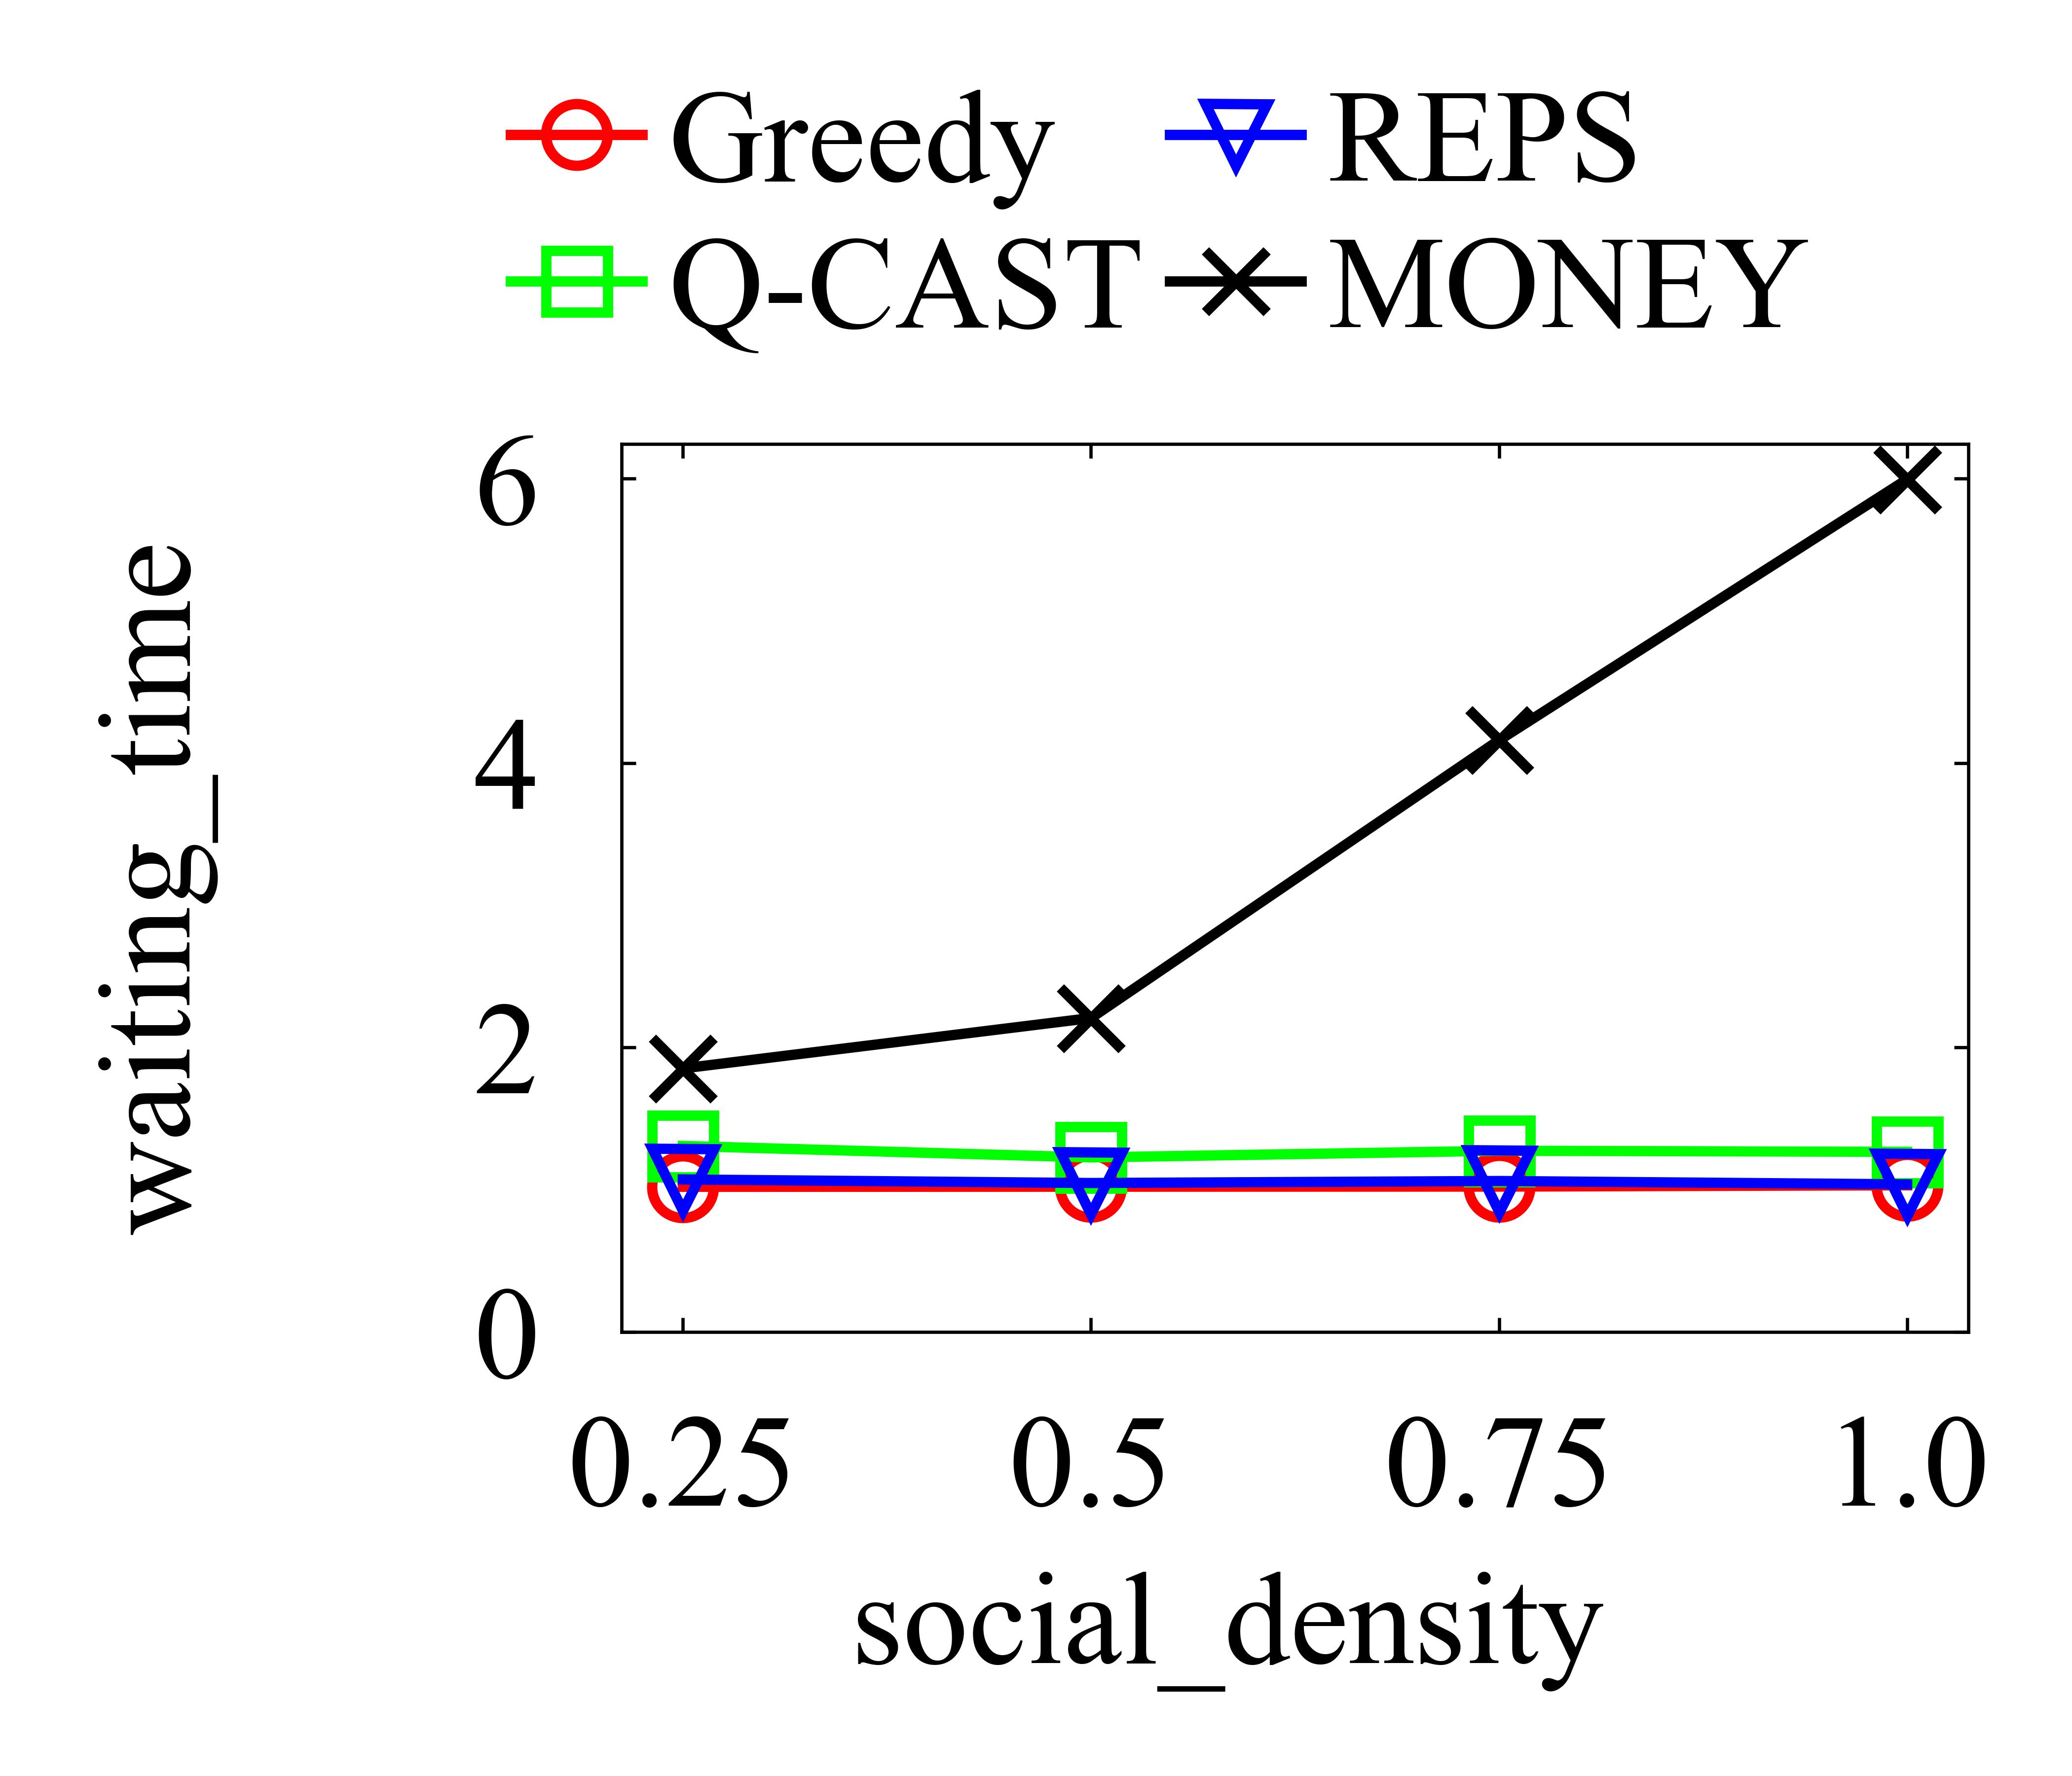 Greedy REPS
Q-CAST MONEY
6
4
2
0
waiting_time
0.25 0.5 0.75 1.0
social_density